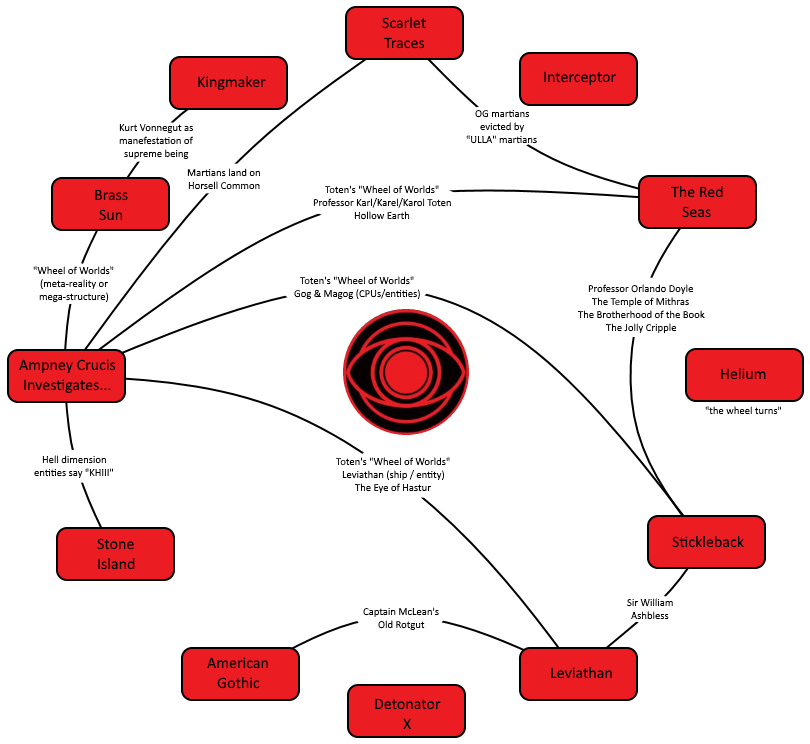 Scarlet
Traces
Kingmaker
Interceptor
OG martians
evicted by
"ULLA" martians
Kurt Vonnegut as
manefestation of
supreme being
Martians land on
Horsell Common
Brass
Sun
Toten's "Wheel of Worlds"
Professor Karl/Karel/Karol Toten
Hollow Earth
The Red
Seas
"Wheel of Worlds"
(meta-reality or
mega-structure)
Toten's "Wheel of Worlds"
Gog & Magog (CPUs/entities)
Professor Orlando Doyle
The Temple of Mithras
The Brotherhood of the Book
The Jolly Cripple
Ampney Crucis
Investigates...
Helium
"the wheel turns"
Hell dimension
entities say "KHIII"
Toten's "Wheel of Worlds"
Leviathan (ship / entity)
The Eye of Hastur
Stone
Island
Stickleback
Sir William
Ashbless
Captain McLean's
Old Rotgut
American
Gothic
Leviathan
Detonator
X